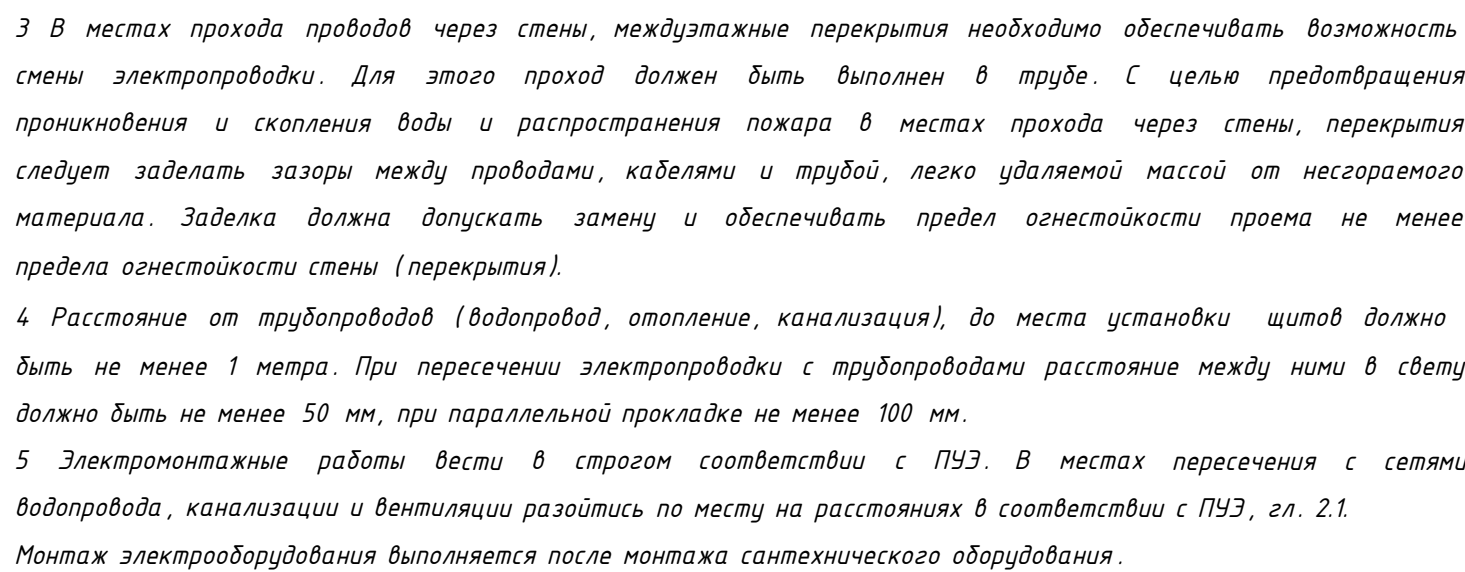 3 В местах прохода проводов через стены, междуэтажные перекрытия необходимо обеспечивать возможность
смены электропроводки. Для этого проход должен быть выполнен в трубе. С целью предотвращения
проникновения и скопления воды и распространения пожара в местах прохода через стены, перекрытия
следует заделать зазоры между проводами, кабелями и трубой, легко удаляемой массой от несгораемого
материала. Заделка должна допускать замену и обеспечивать предел огнестойкости проема не менее
предела огнестойкости стены (перекрытия).
4 Расстояние от трубопроводов (водопровод, отопление, канализация), до места установки щитов должно
быть не менее 1 метра. При пересечении электропроводки с трубопроводами расстояние между ними в свету
должно быть не менее 50 мм, при параллельной прокладке не менее 100 мм.
5 Электромонтажные работы вести в строгом соответствии с ПУЭ. В местах пересечения с сетями
водопровода, канализации и вентиляции разойтись по месту на расстояниях в соответствии с ПУЭ, гл. 2.1.
Монтаж электрооборудования выполняется после монтажа сантехнического оборудования.